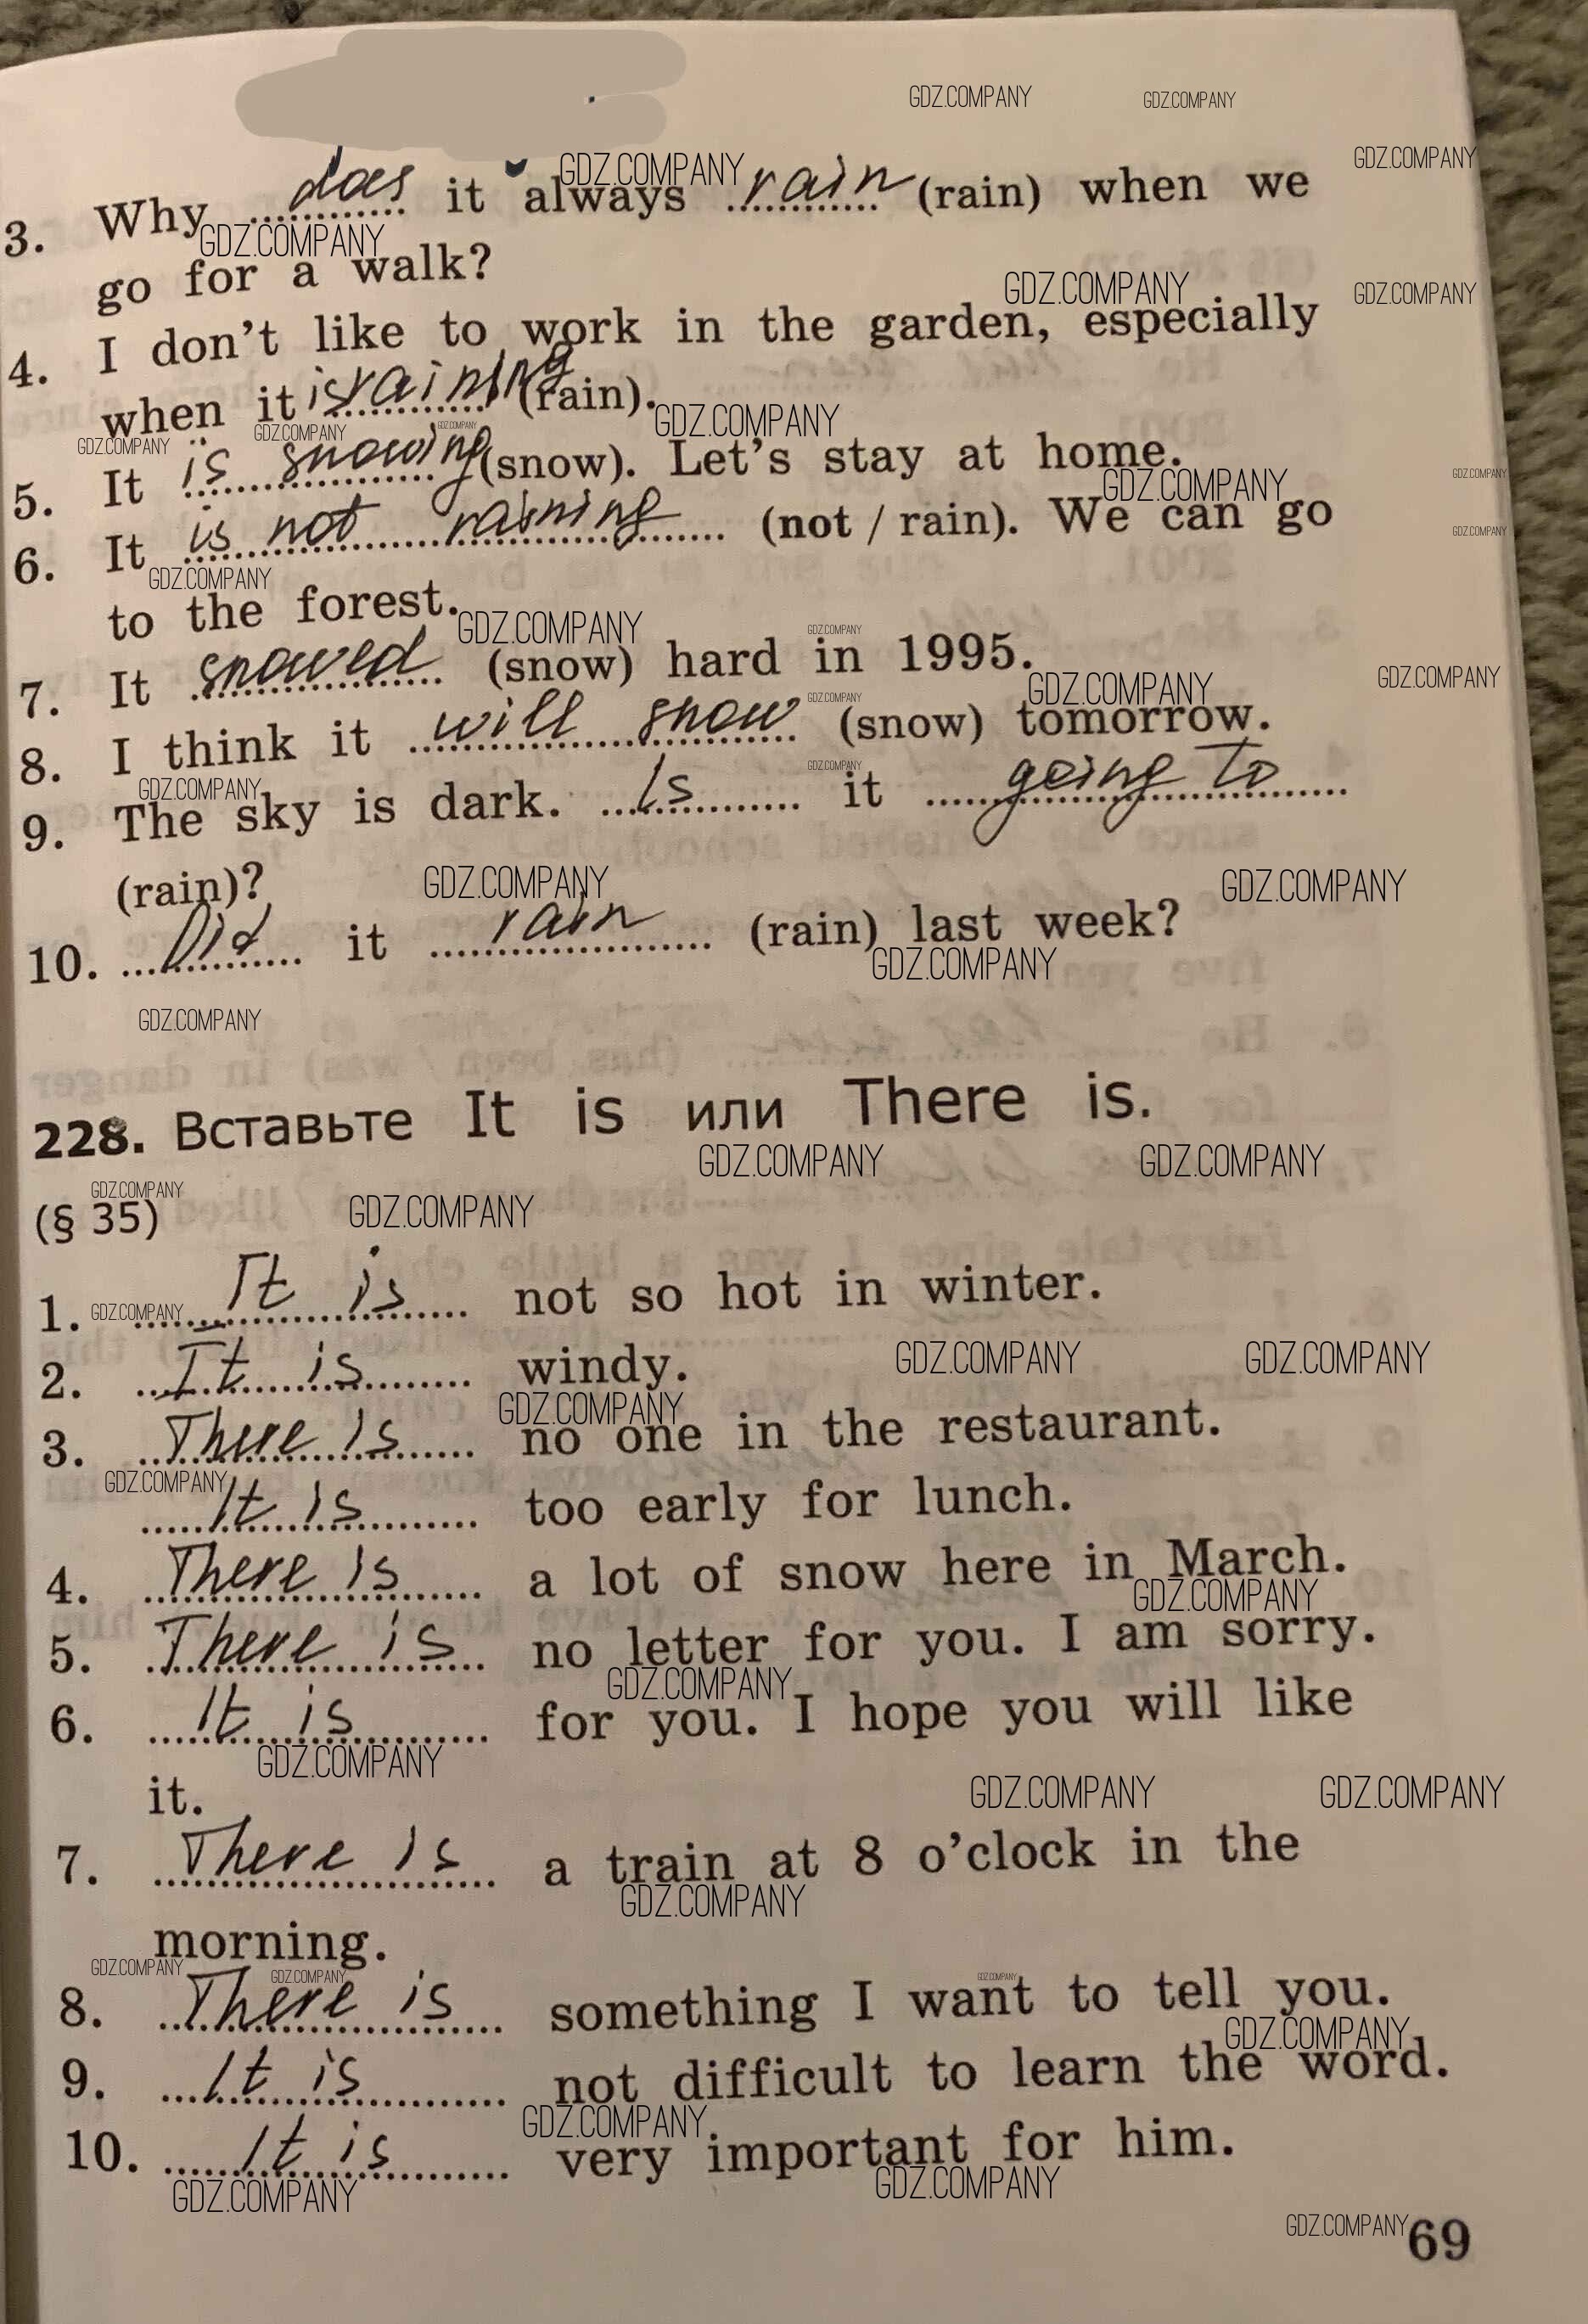 3. Why does it always rain (rain) when we
go for a walk?
4. I don't like to work in the garden, especially
when it is raining (rain).
5. It is snowing (snow). Let's stay at home.
6. It is not raining (not / rain). We can go
to the forest.
7. It snowed (snow) hard in 1995.
8. I think it will snow (snow) tomorrow.
9. The sky is dark. Is it going to
(rain)?
10. Did it rain (rain) last week?
228. Вставьте It is или There is.
(§ 35)
1. It is not so hot in winter.
2. It is windy.
3. There is no one in the restaurant.
It is too early for lunch.
4. There is a lot of snow here in March.
5. There is no letter for you. I am sorry.
6. It is for you. I hope you will like
it.
7. There is a train at 8 o'clock in the
morning.
8. There is something I want to tell you.
9. It is not difficult to learn the word.
10. It is very important for him.
GDZ.COMPANY
69